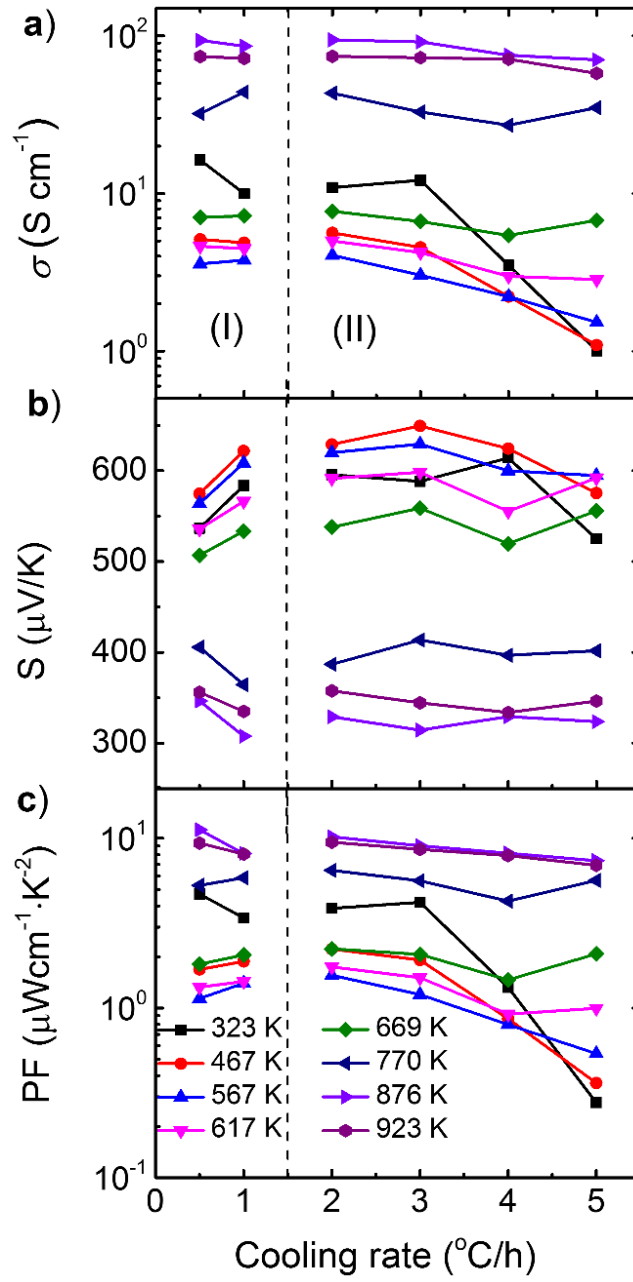 a)
10²
10¹
10⁰
σ (S cm⁻¹)
(I)
(II)
b)
600
500
400
300
S (μV/K)
c)
10¹
10⁰
10⁻¹
PF (μWcm⁻¹·K⁻²)
323 K
467 K
567 K
617 K
669 K
770 K
876 K
923 K
0 1 2 3 4 5
Cooling rate (°C/h)